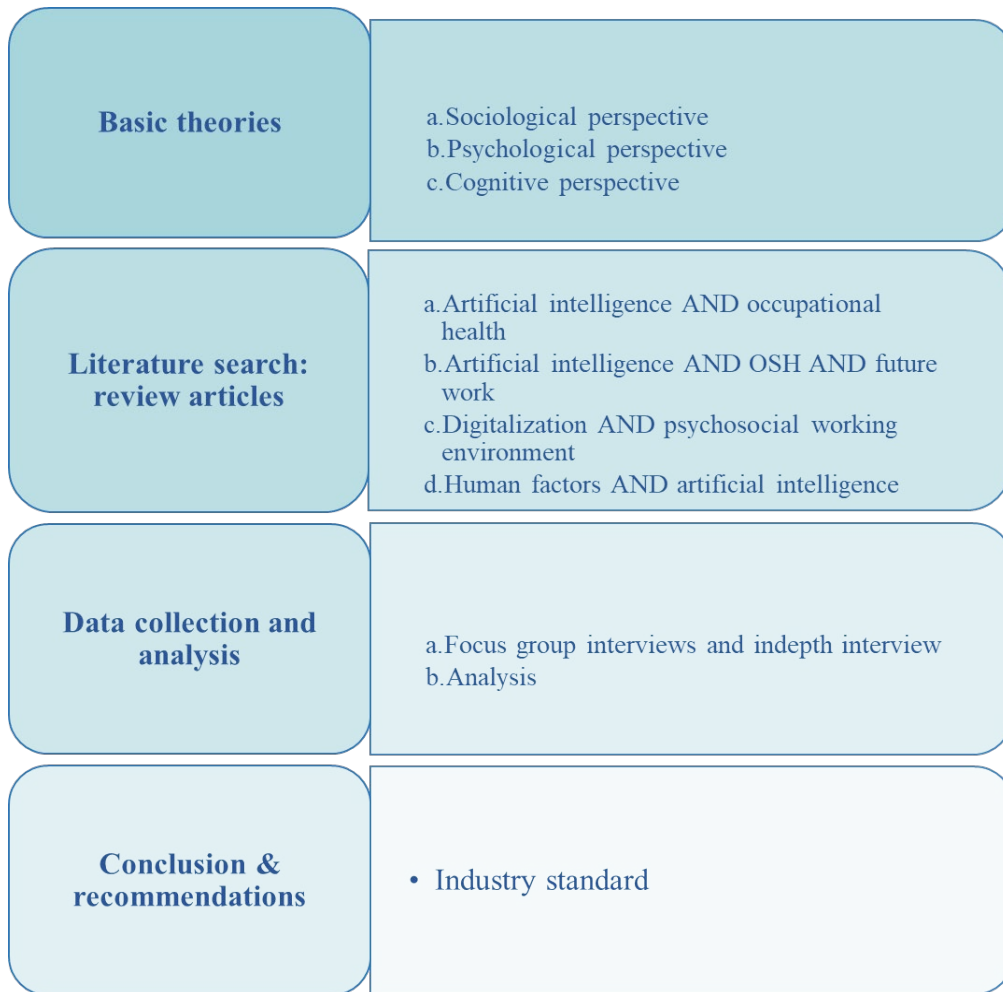 Basic theories
a.Sociological perspective
b.Psychological perspective
c.Cognitive perspective
Literature search:
review articles
a.Artificial intelligence AND occupational
health
b.Artificial intelligence AND OSH AND future
work
c.Digitalization AND psychosocial working
environment
d.Human factors AND artificial intelligence
Data collection and
analysis
a.Focus group interviews and indepth interview
b.Analysis
Conclusion &
recommendations
• Industry standard